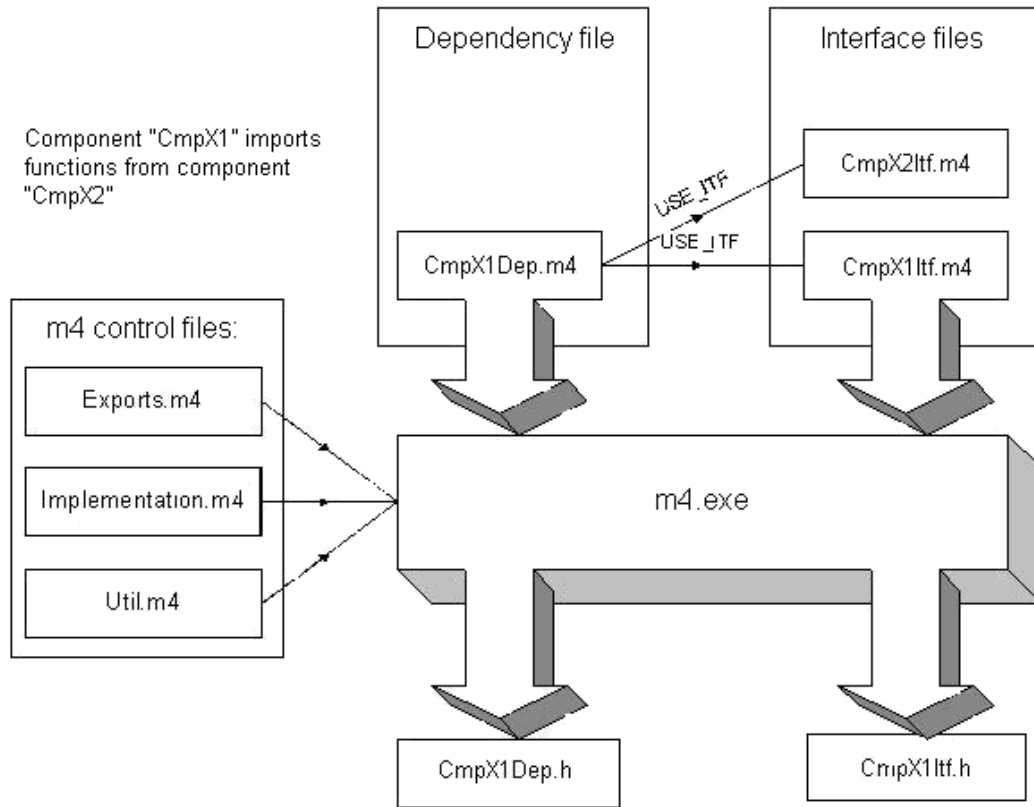 Dependency file
Interface files
Component "CmpX1" imports
functions from component
"CmpX2"
CmpX2Itf.m4
USE_ITF
USE_ITF
CmpX1Dep.m4
CmpX1Itf.m4
m4 control files:
Exports.m4
Implementation.m4
Util.m4
m4.exe
CmpX1Dep.h
CmpX1Itf.h